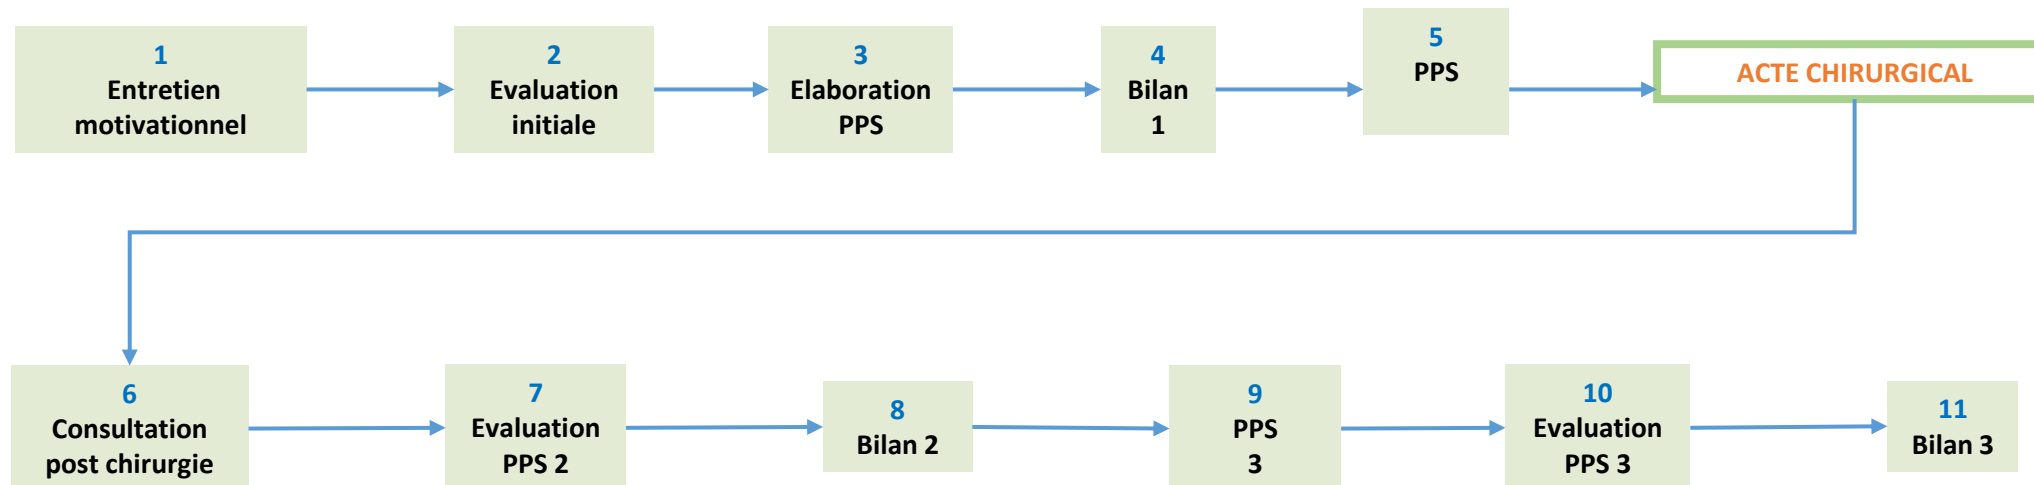 1
Entretien
motivationnel
2
Evaluation
initiale
3
Elaboration
PPS
4
Bilan
1
5
PPS
ACTE CHIRURGICAL
6
Consultation
post chirurgie
7
Evaluation
PPS 2
8
Bilan 2
9
PPS
3
10
Evaluation
PPS 3
11
Bilan 3